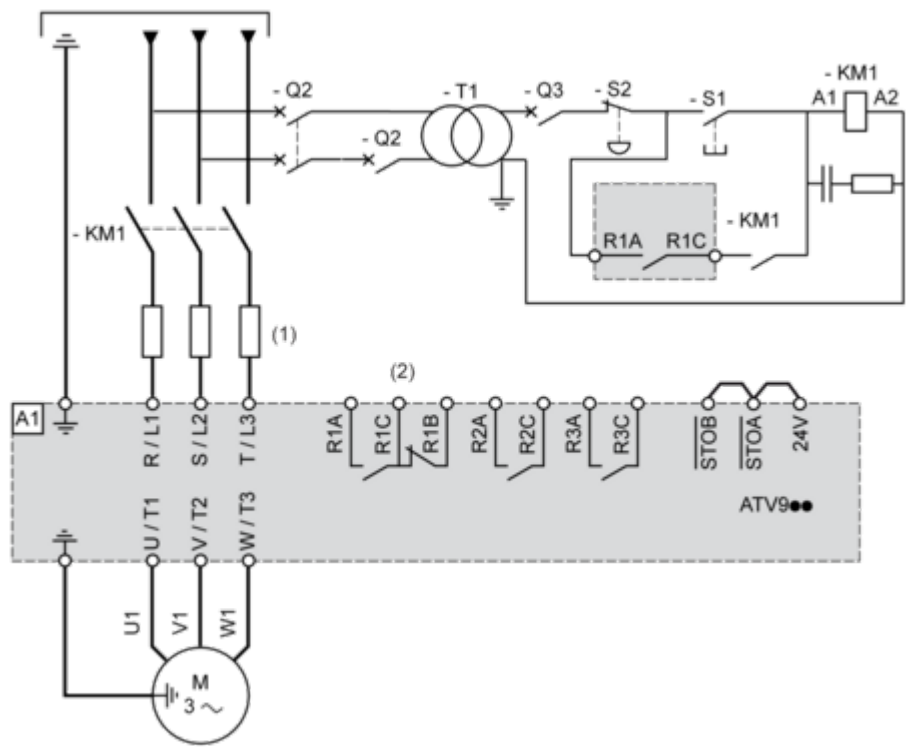 - Q2
- T1
- Q3
- S2
- S1
- KM1
A1
A2
- Q2
- KM1
R1A
R1C
- KM1
(1)
(2)
A1
R / L1
S / L2
T / L3
R1A
R1C
R1B
R2A
R2C
R3A
R3C
STOB
STOA
24V
ATV9●●
U / T1
V / T2
W / T3
U1
V1
W1
M
3 ~